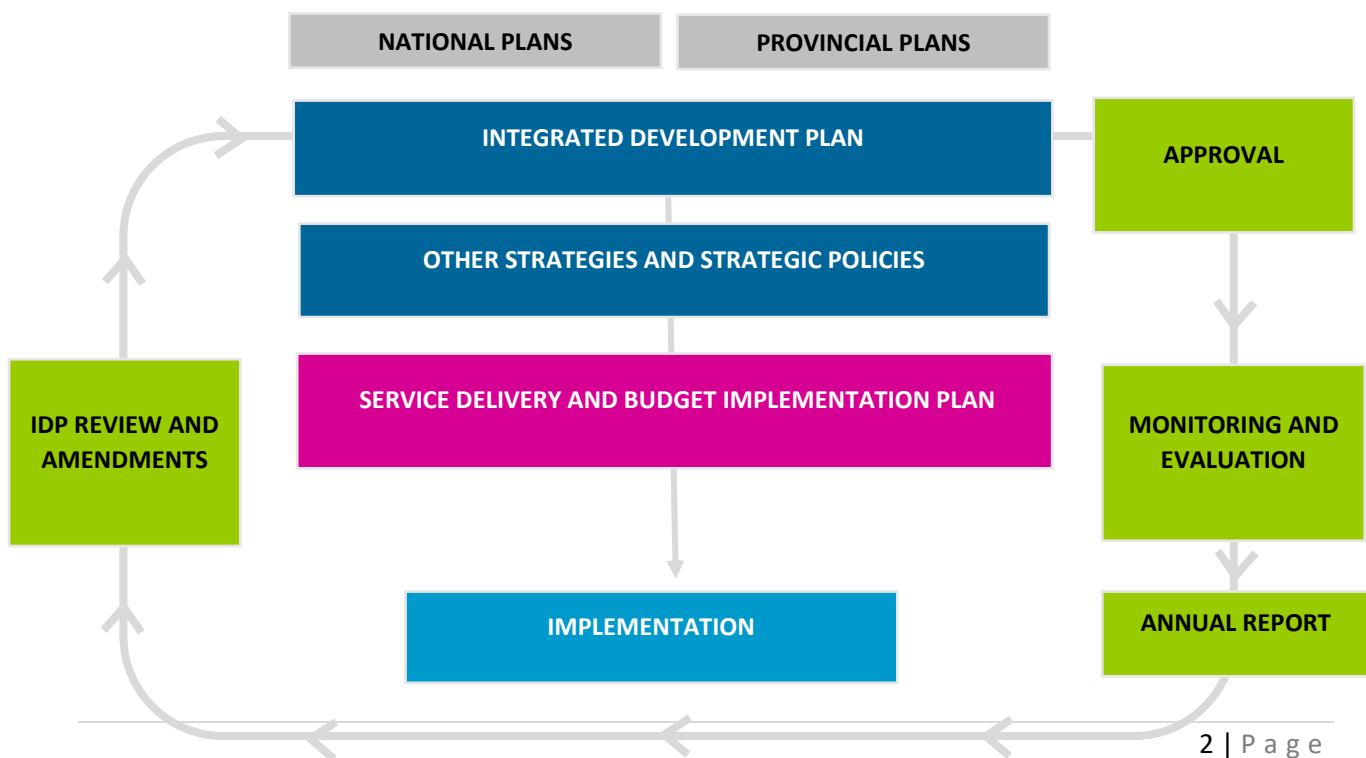 NATIONAL PLANS
PROVINCIAL PLANS
INTEGRATED DEVELOPMENT PLAN
APPROVAL
OTHER STRATEGIES AND STRATEGIC POLICIES
SERVICE DELIVERY AND BUDGET IMPLEMENTATION PLAN
IDP REVIEW AND
AMENDMENTS
MONITORING AND
EVALUATION
IMPLEMENTATION
ANNUAL REPORT
2 | Page